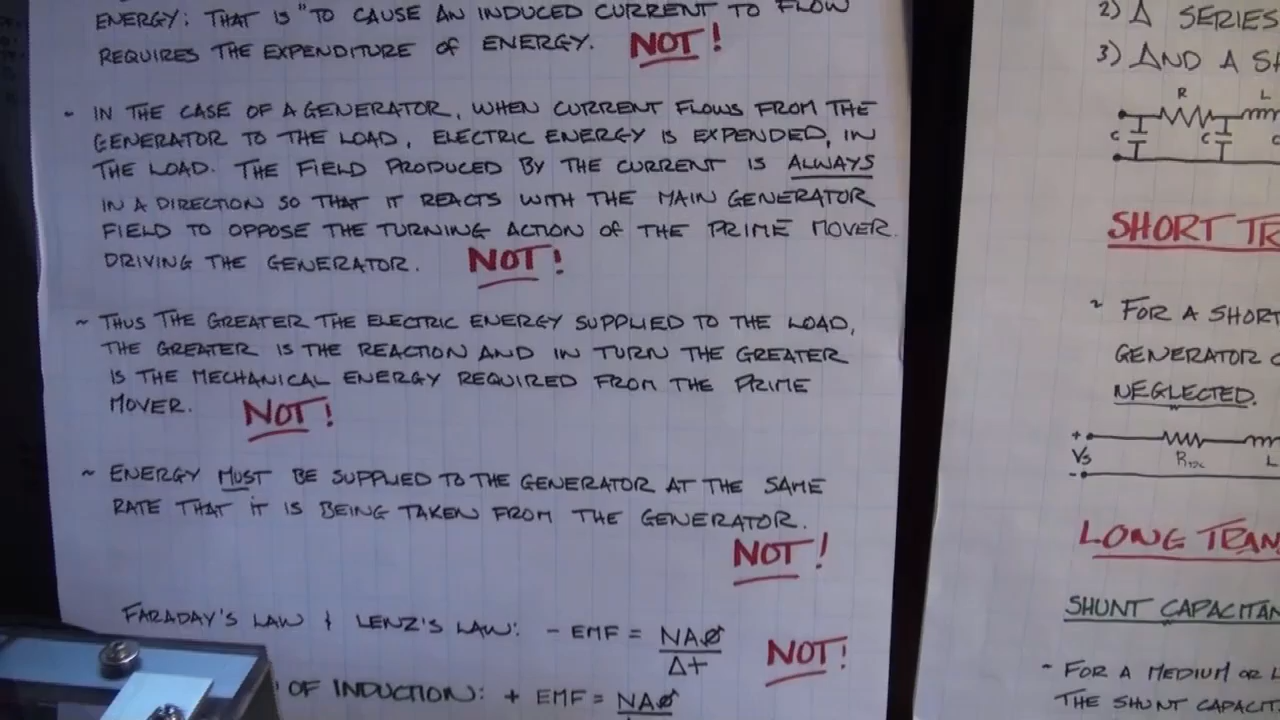 ENERGY: THAT IS "TO CAUSE AN INDUCED CURRENT TO FLOW
REQUIRES THE EXPENDITURE OF ENERGY. NOT!
~ IN THE CASE OF A GENERATOR, WHEN CURRENT FLOWS FROM THE
GENERATOR TO THE LOAD, ELECTRIC ENERGY IS EXPENDED, IN
THE LOAD. THE FIELD PRODUCED BY THE CURRENT IS ALWAYS
IN A DIRECTION SO THAT IT REACTS WITH THE MAIN GENERATOR
FIELD TO OPPOSE THE TURNING ACTION OF THE PRIME MOVER
DRIVING THE GENERATOR. NOT!
~ THUS THE GREATER THE ELECTRIC ENERGY SUPPLIED TO THE LOAD,
THE GREATER IS THE REACTION AND IN TURN THE GREATER
IS THE MECHANICAL ENERGY REQUIRED FROM THE PRIME
MOVER. NOT!
~ ENERGY MUST BE SUPPLIED TO THE GENERATOR AT THE SAME
RATE THAT IT IS BEING TAKEN FROM THE GENERATOR.
NOT!
FARADAY'S LAW & LENZ'S LAW: - EMF = NΔØ
Δt
NOT!
OF INDUCTION: + EMF = NΔØ
2) A SERIES
3) AND A
R L
C C
SHORT
~ FOR A SHORT
GENERATOR
NEGLECTED.
+
Vs
-
L
LONG
SHUNT
~ FOR A MEDIUM OR
THE SHUNT